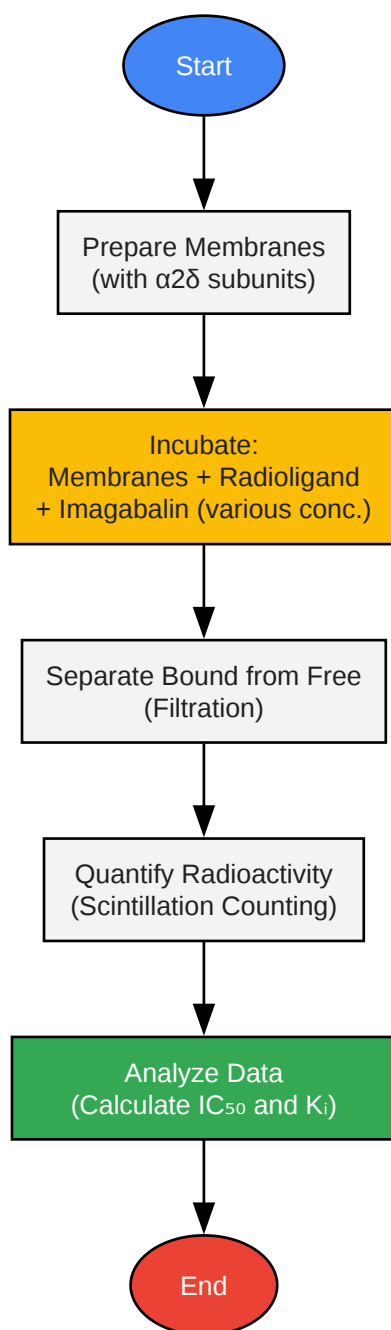 Start
Prepare Membranes
(with α2δ subunits)
Incubate:
Membranes + Radioligand
+ Imagabalin (various conc.)
Separate Bound from Free
(Filtration)
Quantify Radioactivity
(Scintillation Counting)
Analyze Data
(Calculate IC₅₀ and Kᵢ)
End